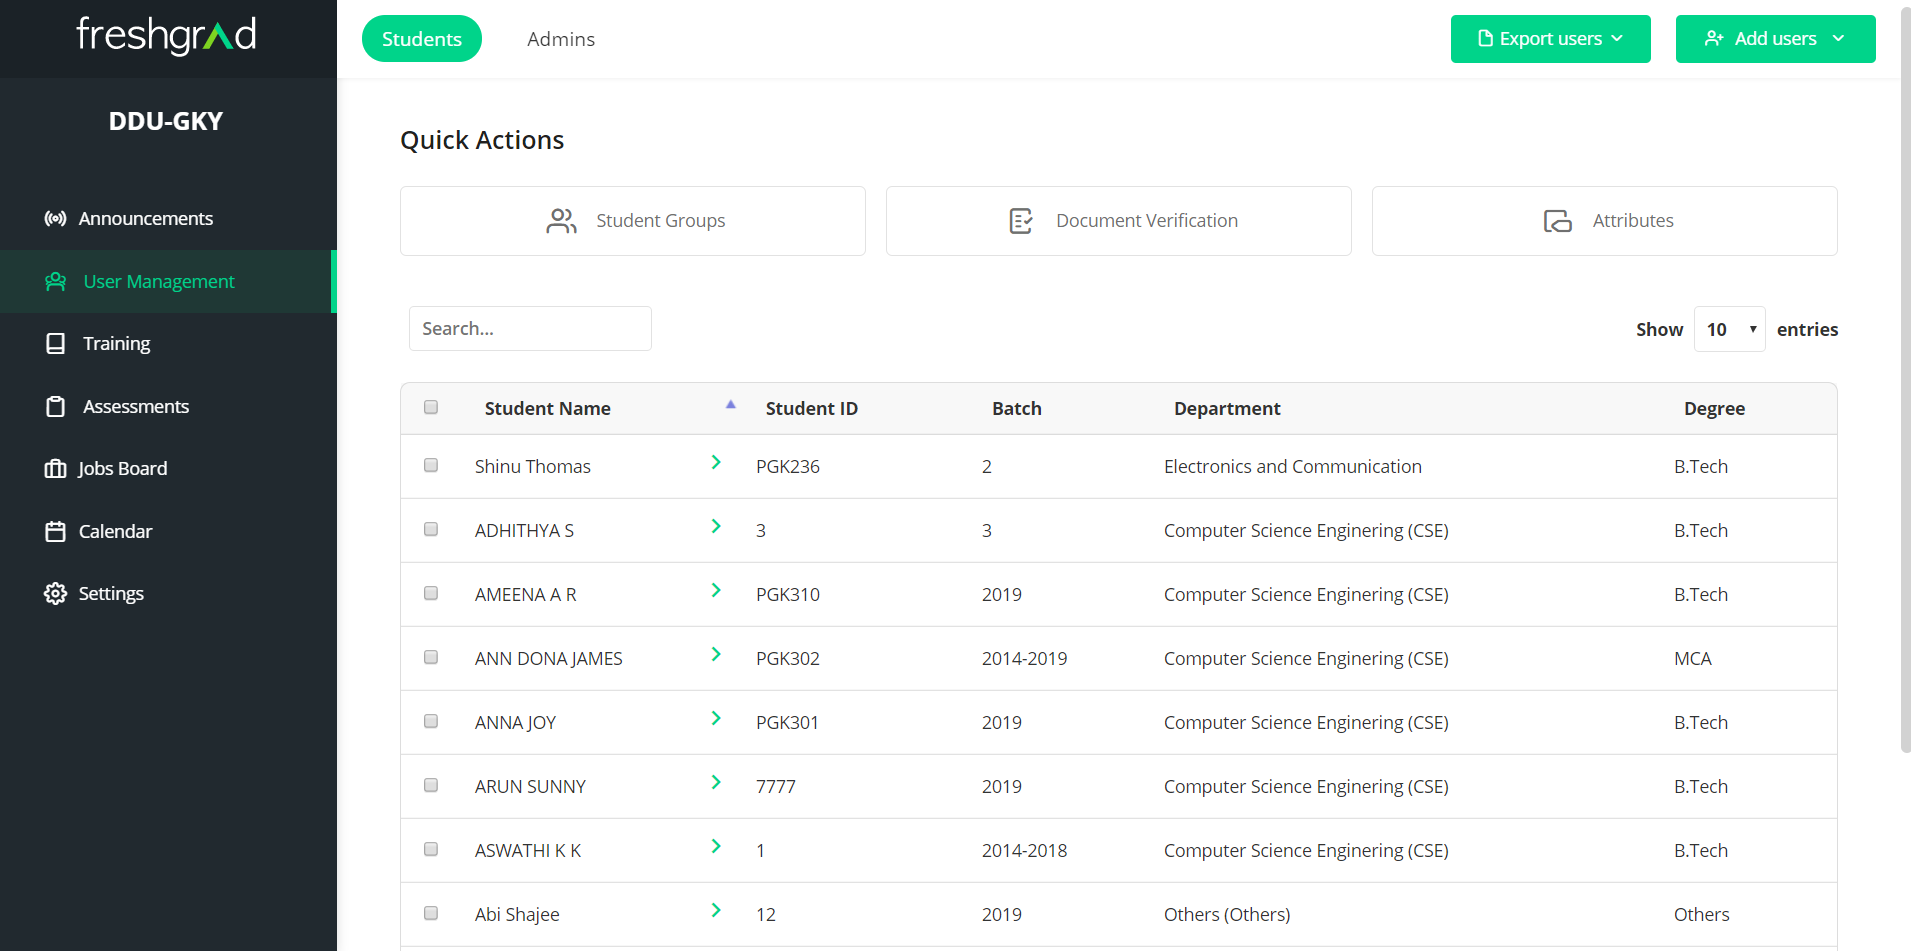 freshgrad
Students Admins Export users Add users
DDU-GKY
Announcements
User Management
Training
Assessments
Jobs Board
Calendar
Settings
Quick Actions
Student Groups Document Verification Attributes
Search... Show 10 entries
Student Name Student ID Batch Department Degree
Shinu Thomas PGK236 2 Electronics and Communication B.Tech
ADHITHYA S 3 3 Computer Science Enginering (CSE) B.Tech
AMEENA A R PGK310 2019 Computer Science Enginering (CSE) B.Tech
ANN DONA JAMES PGK302 2014-2019 Computer Science Enginering (CSE) MCA
ANNA JOY PGK301 2019 Computer Science Enginering (CSE) B.Tech
ARUN SUNNY 7777 2019 Computer Science Enginering (CSE) B.Tech
ASWATHI K K 1 2014-2018 Computer Science Enginering (CSE) B.Tech
Abi Shajee 12 2019 Others (Others) Others